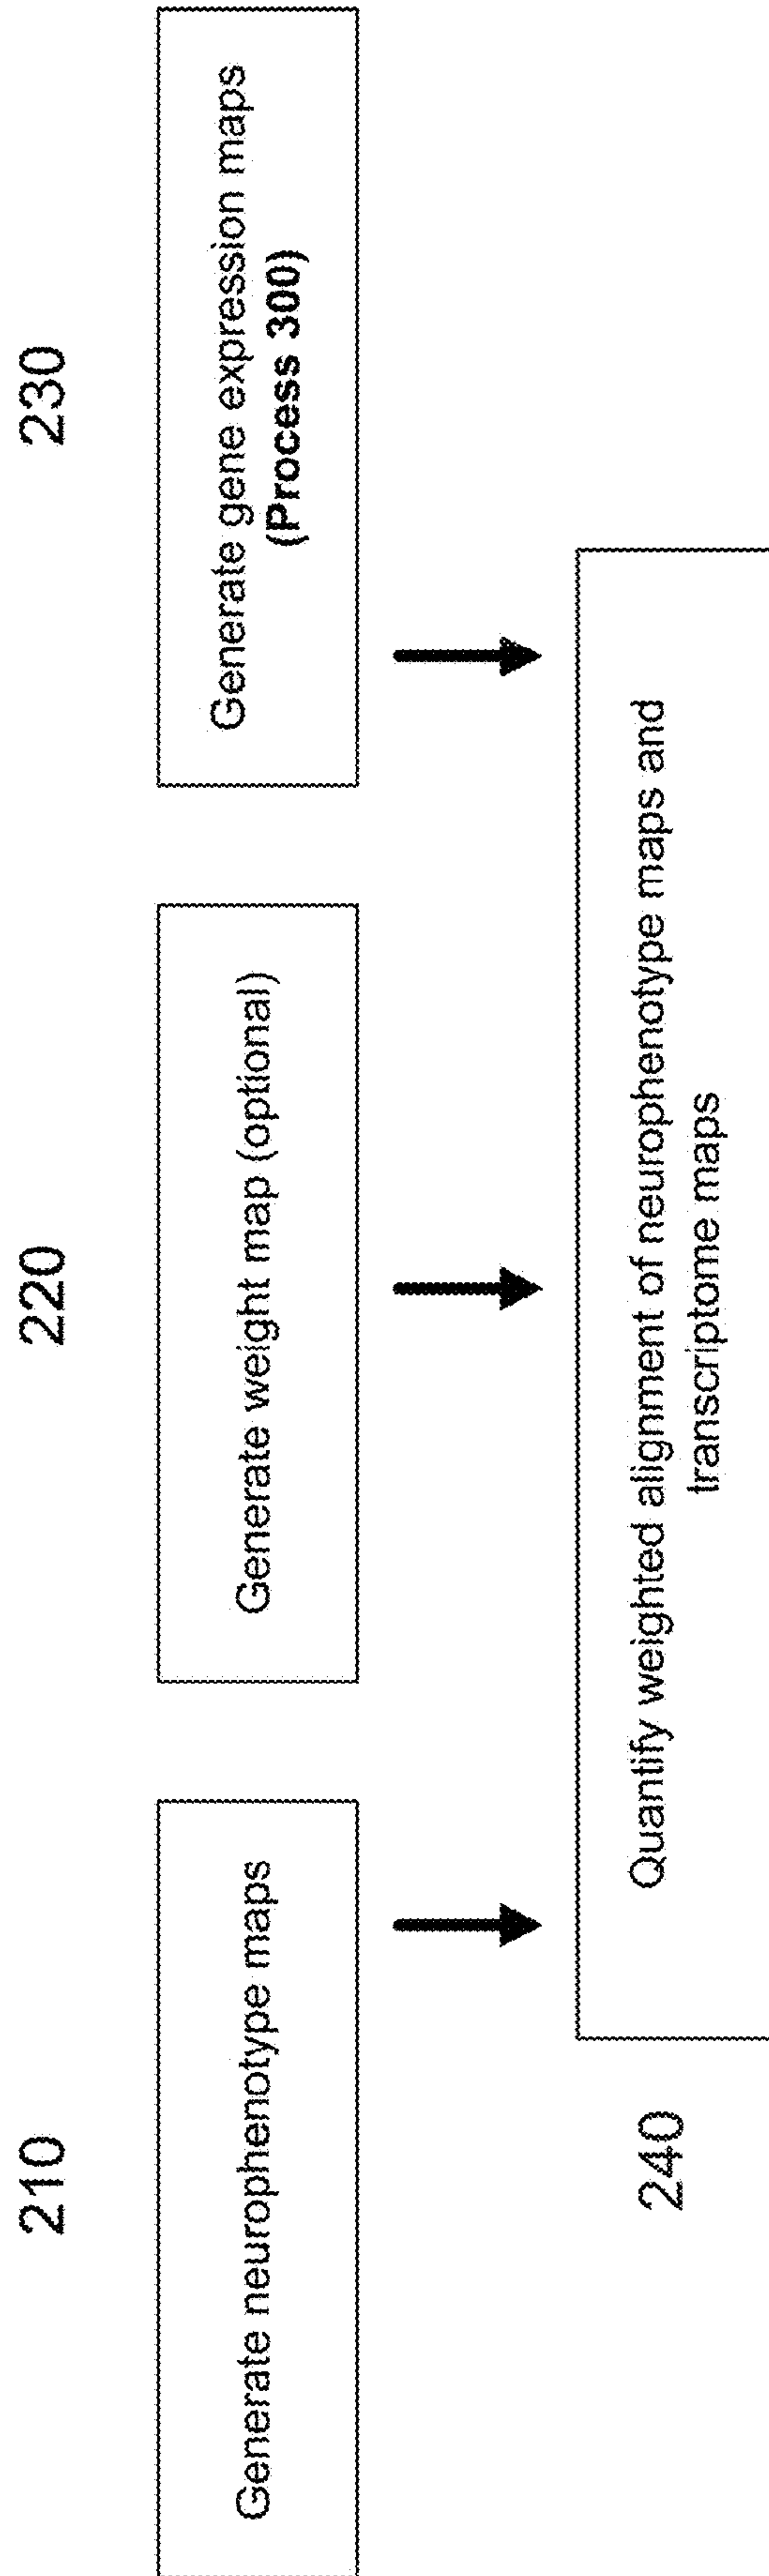 210
220
230
Generate neurophenotype maps
Generate weight map (optional)
Generate gene expression maps
(Process 300)
240
Quantify weighted alignment of neurophenotype maps and
transcriptome maps